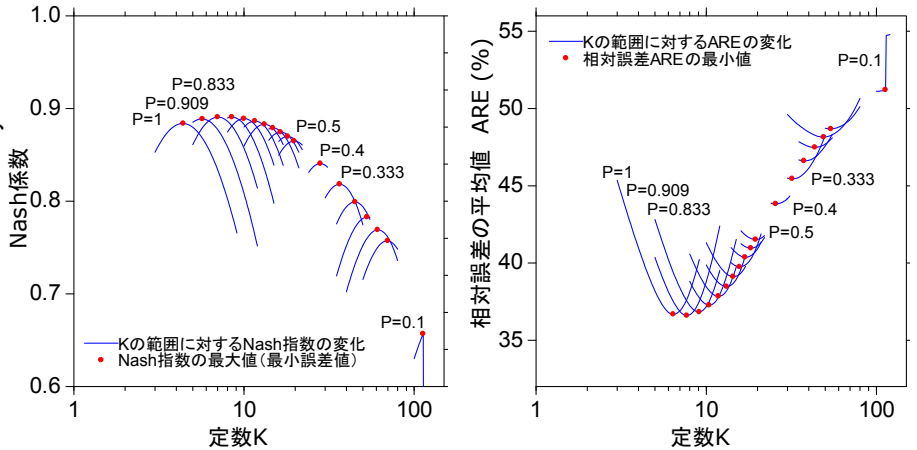 1.0
0.9
0.8
0.7
0.6
Nash係数
P=0.833
P=0.909
P=1
P=0.5
P=0.4
P=0.333
P=0.1
Kの範囲に対するNash指数の変化
Nash指数の最大値(最小誤差値)
1
10
100
定数K
55
50
45
40
35
相対誤差の平均値 ARE (%)
Kの範囲に対するAREの変化
相対誤差AREの最小値
P=0.1
P=1
P=0.909
P=0.833
P=0.333
P=0.4
P=0.5
1
10
100
定数K